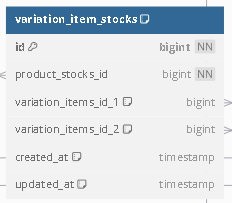 variation_item_stocks
id bigint NN
product_stocks_id bigint NN
variation_items_id_1 bigint
variation_items_id_2 bigint
created_at timestamp
updated_at timestamp